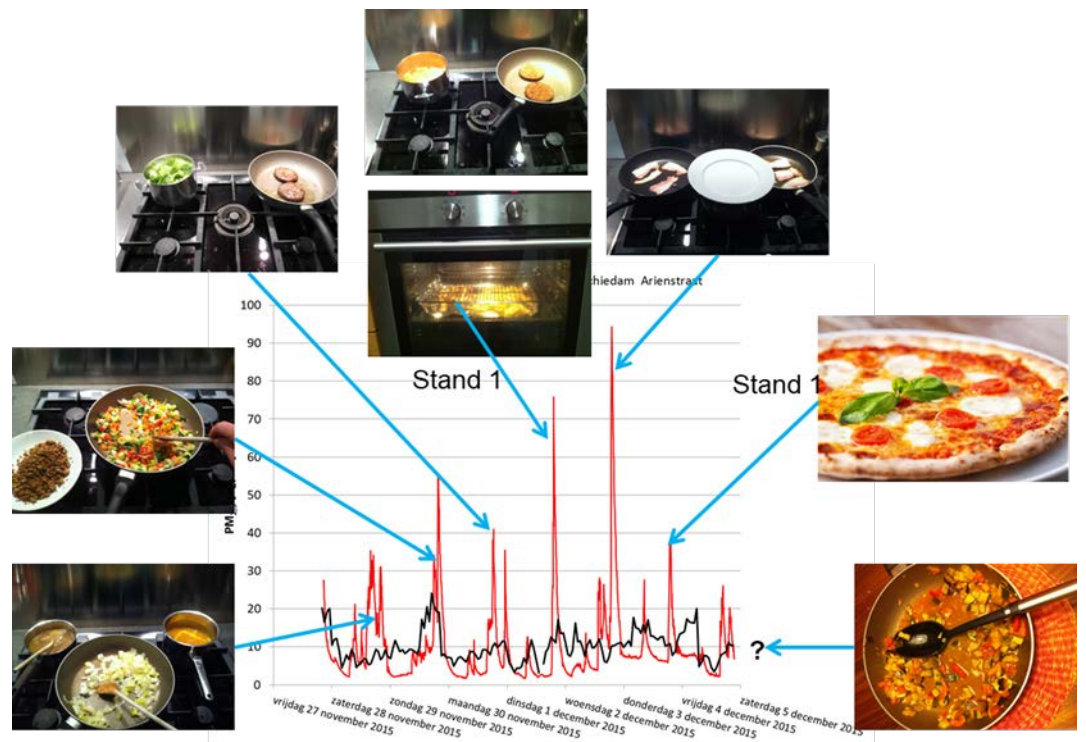 chiedam Arienstraat
100
90
80
Stand 1
Stand 1
70
60
50
40
30
20
10
0
?
vrijdag 27 november 2015
zaterdag 28 november 2015
zondag 29 november 2015
maandag 30 november 2015
dinsdag 1 december 2015
woensdag 2 december 2015
donderdag 3 december 2015
vrijdag 4 december 2015
zaterdag 5 december 2015